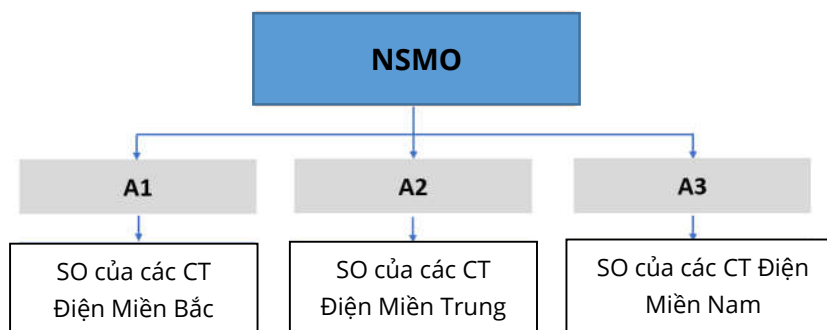 NSMO
A1
A2
A3
SO của các CT
Điện Miền Bắc
SO của các CT
Điện Miền Trung
SO của các CT Điện
Miền Nam